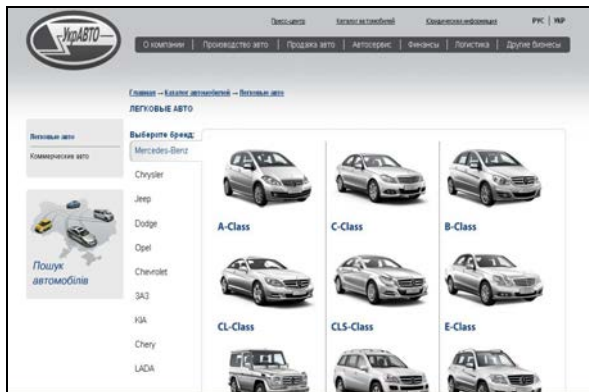 УкрАВТО
Пресс-центр Каталог автомобилей Юридическая информация РУС | УКР
О компании | Производство авто | Продажа авто | Автосервис | Финансы | Логистика | Другие бизнесы
Главная → Каталог автомобилей → Легковые авто
ЛЕГКОВЫЕ АВТО
Легковые авто
Коммерческие авто
Пошук
автомобілів
Выберите бренд:
Mercedes-Benz
Chrysler
Jeep
Dodge
Opel
Chevrolet
ЗАЗ
KIA
Chery
LADA
A-Class C-Class B-Class
CL-Class CLS-Class E-Class